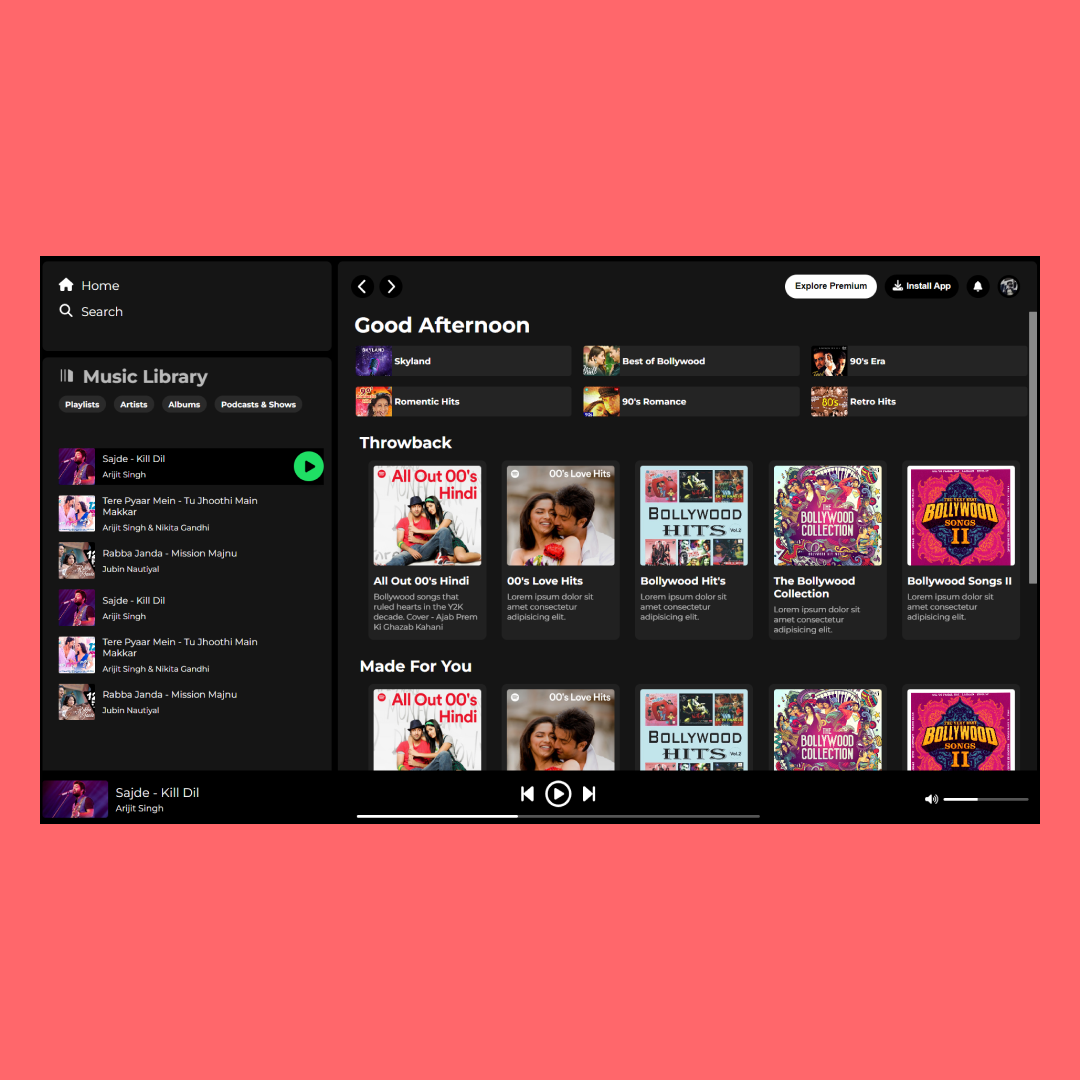 Home
Search
Music Library
Playlists
Artists
Albums
Podcasts & Shows
Sajde - Kill Dil
Arijit Singh
Tere Pyaar Mein - Tu Jhoothi Main
Makkar
Arijit Singh & Nikita Gandhi
Rabba Janda - Mission Majnu
Jubin Nautiyal
Sajde - Kill Dil
Arijit Singh
Tere Pyaar Mein - Tu Jhoothi Main
Makkar
Arijit Singh & Nikita Gandhi
Rabba Janda - Mission Majnu
Jubin Nautiyal
Explore Premium
Install App
Good Afternoon
SKYLAND
Skyland
Best of Bollywood
90's Era
Romentic Hits
90's Romance
80's
Retro Hits
Throwback
All Out 00's
Hindi
All Out 00's Hindi
Bollywood songs that
ruled hearts in the Y2K
decade. Cover - Ajab Prem
Ki Ghazab Kahani
00's Love Hits
00's Love Hits
Lorem ipsum dolor sit
amet consectetur
adipisicing elit.
BOLLYWOOD
HITS Vol.2
Bollywood Hit's
Lorem ipsum dolor sit
amet consectetur
adipisicing elit.
THE
BOLLYWOOD
COLLECTION
The Bollywood
Collection
Lorem ipsum dolor sit
amet consectetur
adipisicing elit.
THE VERY BEST
BOLLYWOOD
SONGS
II
Bollywood Songs II
Lorem ipsum dolor sit
amet consectetur
adipisicing elit.
Made For You
All Out 00's
Hindi
00's Love Hits
BOLLYWOOD
HITS Vol.2
THE
BOLLYWOOD
COLLECTION
THE VERY BEST
BOLLYWOOD
SONGS
II
Sajde - Kill Dil
Arijit Singh